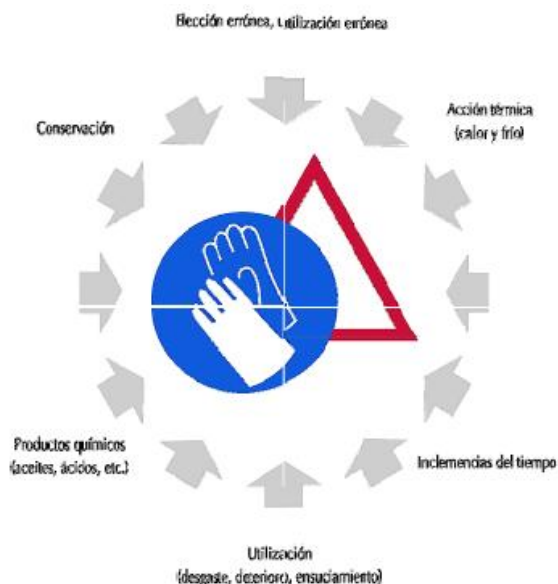 Elección errónea, utilización errónea
Conservación
Acción térmica
(calor y frío)
Productos químicos
(aceites, ácidos, etc.)
Inclemencias del tiempo
Utilización
(desgaste, deterioro, ensuciamiento)